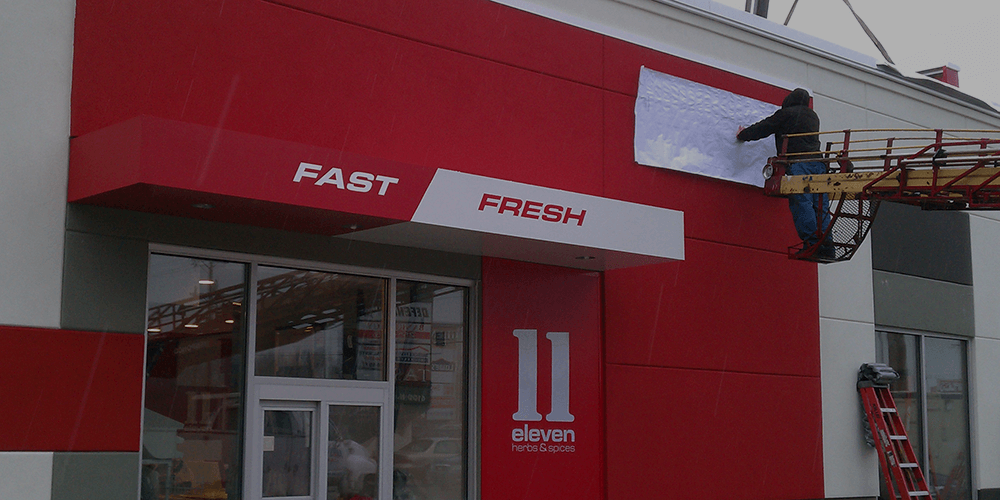 FAST
FRESH
11
eleven
herbs & spices